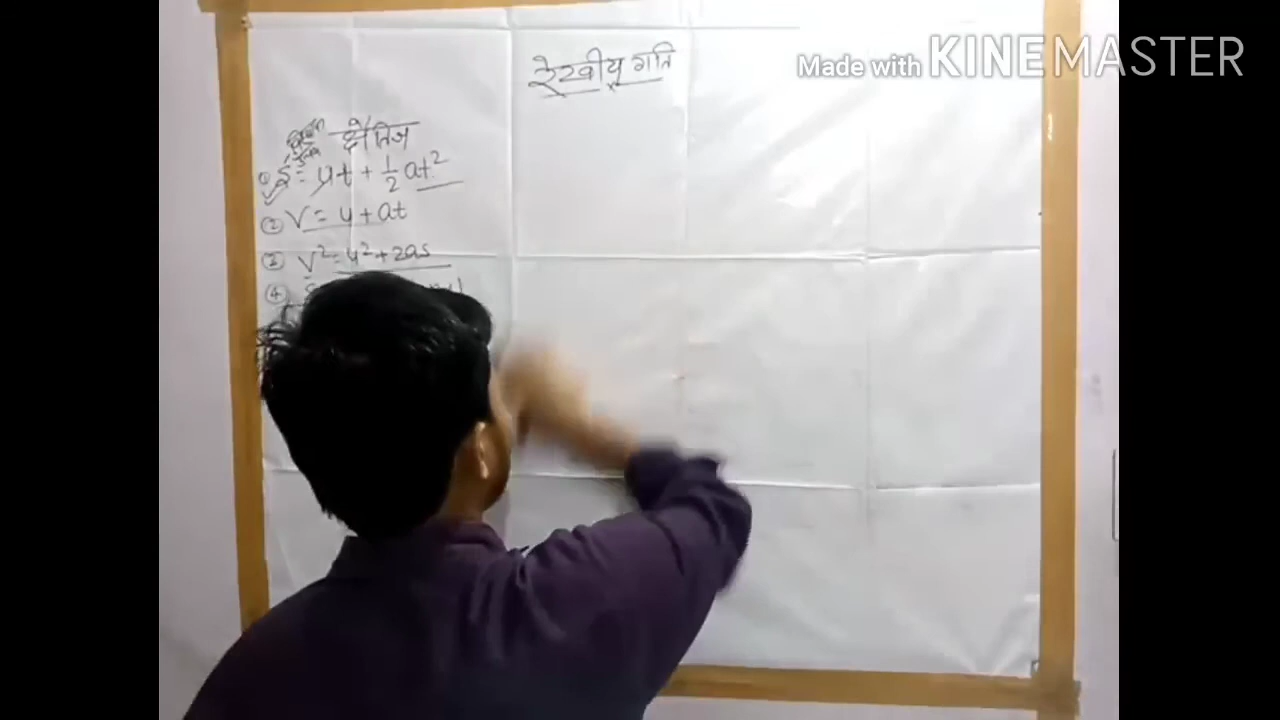 Made with KINEMASTER
रेखीय गति
क्षैतिज
① S = ut + 1/2 at²
② V = u + at
③ V² = u² + 2as
④